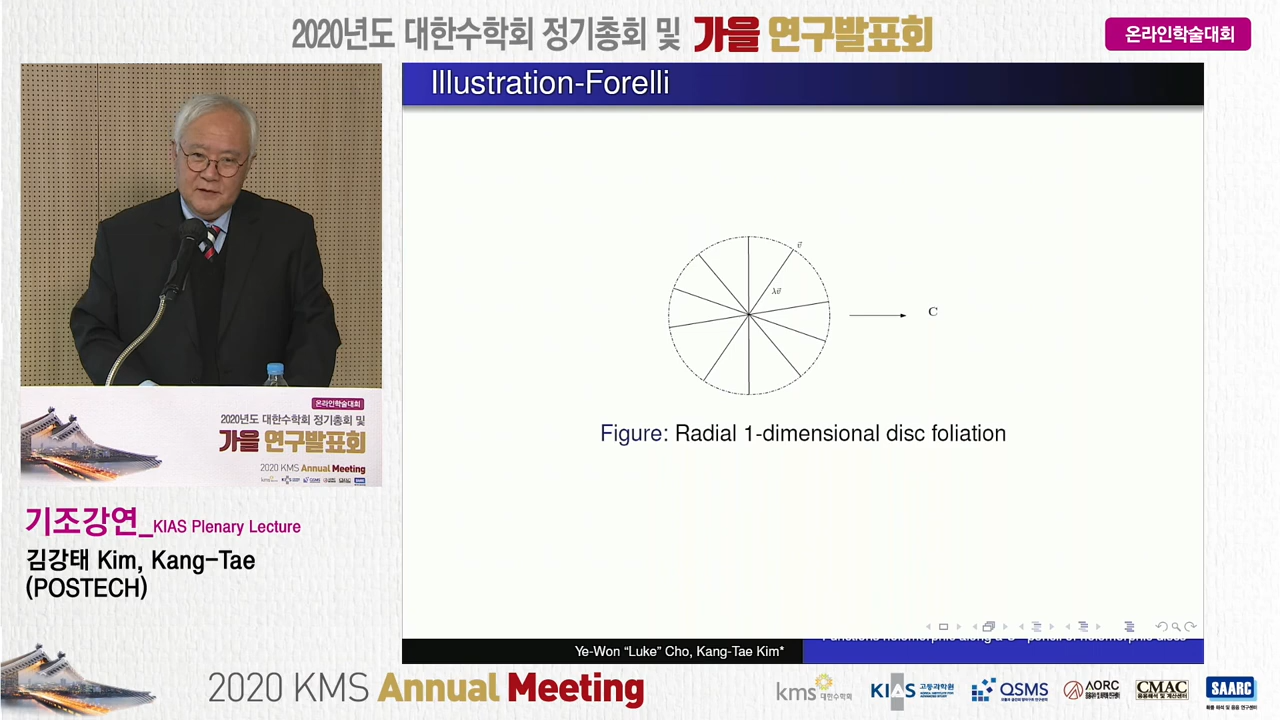 2020년도 대한수학회 정기총회 및 가을 연구발표회
온라인학술대회
Illustration-Forelli
v⃗
λv⃗
C
Figure: Radial 1-dimensional disc foliation
온라인학술대회
2020년도 대한수학회 정기총회 및
가을 연구발표회
2020 KMS Annual Meeting
기조강연_KIAS Plenary Lecture
김강태 Kim, Kang-Tae
(POSTECH)
Ye-Won “Luke” Cho, Kang-Tae Kim*
2020 KMS Annual Meeting
kms 대한수학회
KIAS 고등과학원
QSMS
AORC
CMAC
SAARC